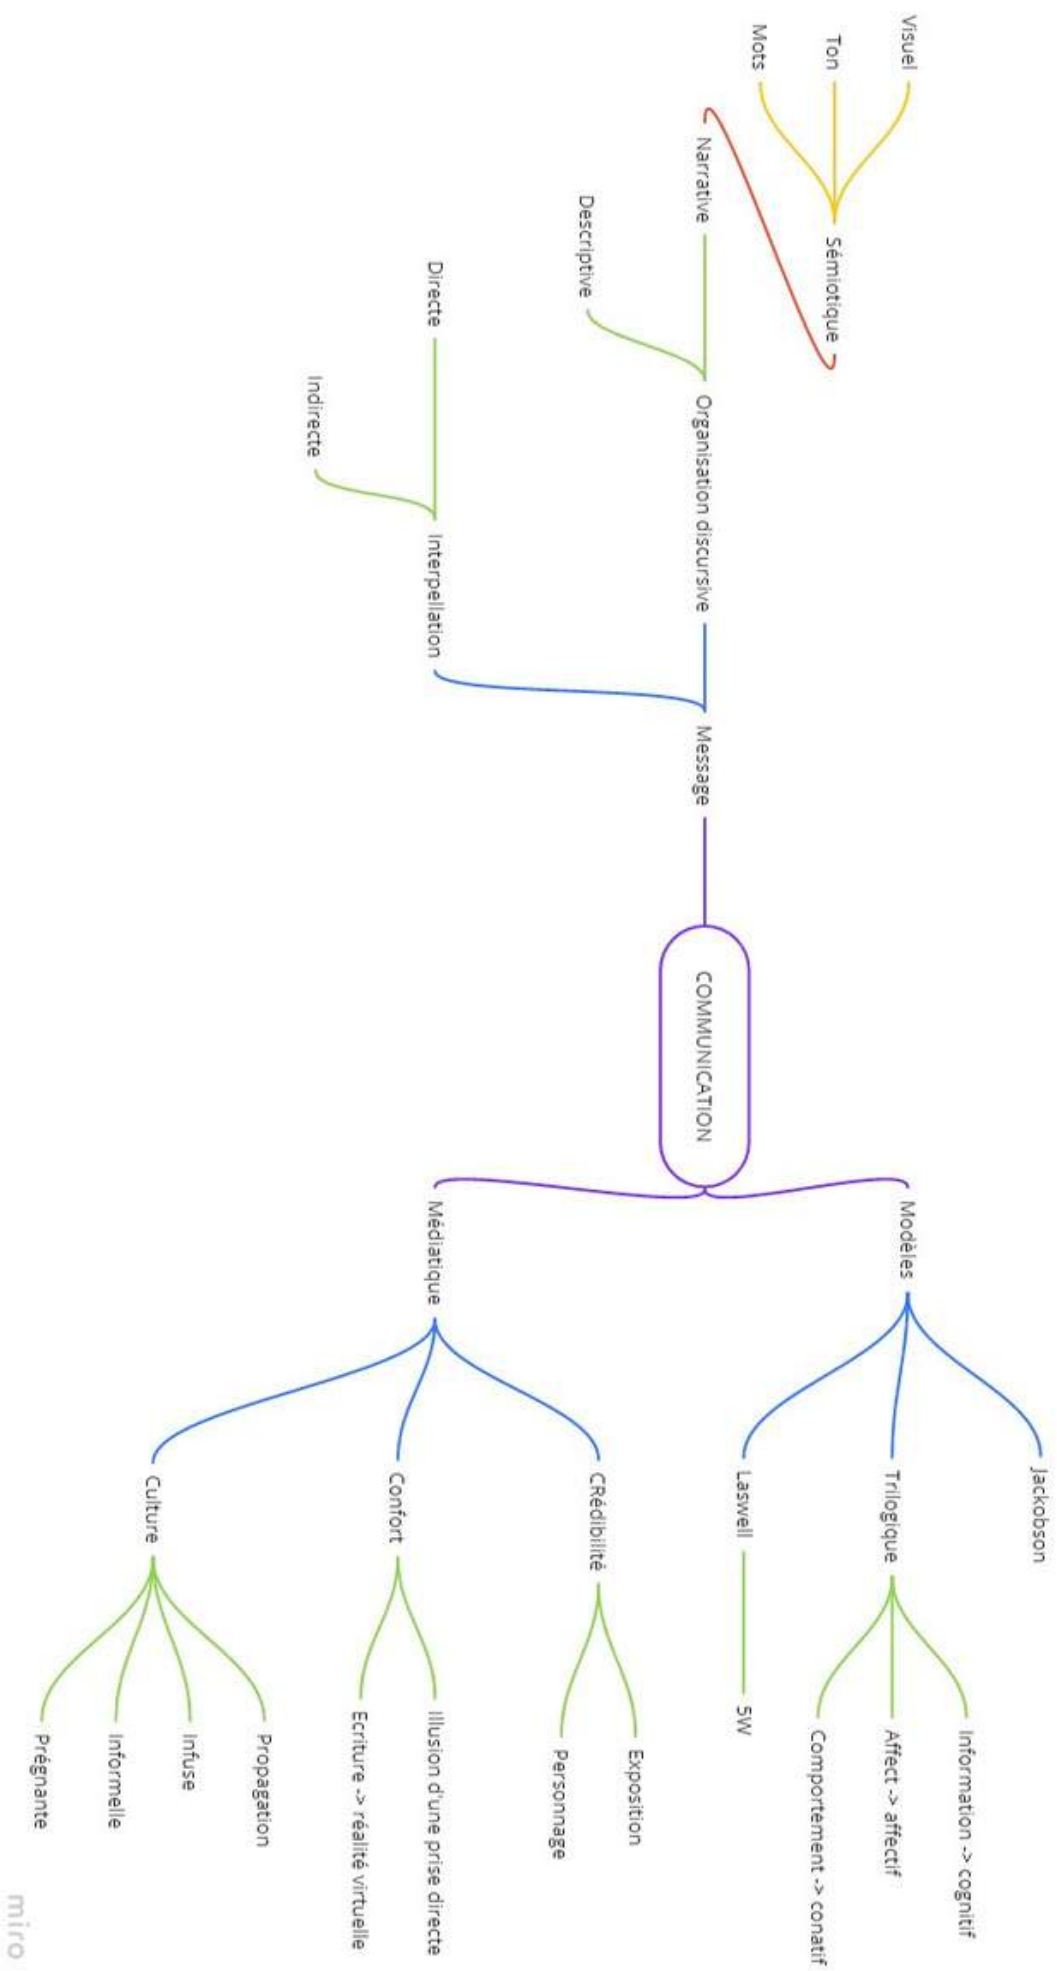 Visuel
Ton
Mots
Sémiotique
Narrative
Descriptive
Organisation discursive
Directe
Indirecte
Interpellation
Message
COMMUNICATION
Modèles
Jackobson
Trilogique
Information -> cognitif
Affect -> affectif
Comportement -> conatif
Laswell
5W
Médiatique
CRédibilité
Exposition
Personnage
Confort
Illusion d'une prise directe
Ecriture -> réalité virtuelle
Culture
Propagation
Infuse
Informelle
Prégnante
miro